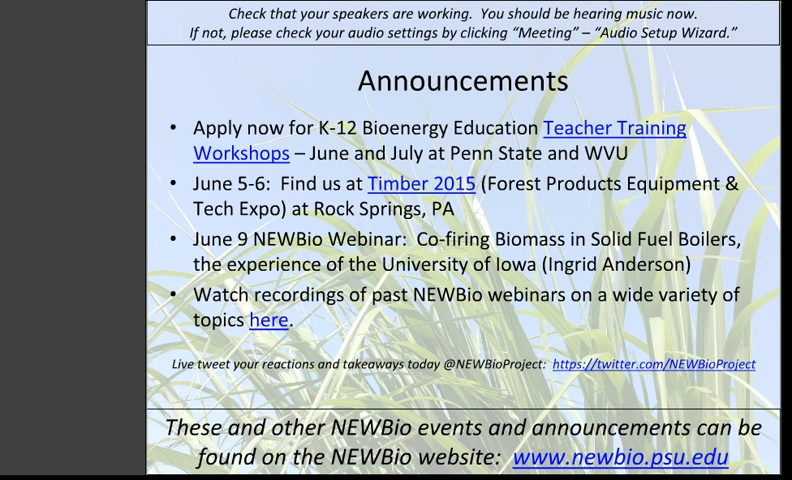 Check that your speakers are working.  You should be hearing music now.
If not, please check your audio settings by clicking “Meeting” – “Audio Setup Wizard.”
Announcements
• Apply now for K-12 Bioenergy Education Teacher Training
Workshops – June and July at Penn State and WVU
• June 5-6:  Find us at Timber 2015 (Forest Products Equipment &
Tech Expo) at Rock Springs, PA
• June 9 NEWBio Webinar:  Co-firing Biomass in Solid Fuel Boilers,
the experience of the University of Iowa (Ingrid Anderson)
• Watch recordings of past NEWBio webinars on a wide variety of
topics here.
Live tweet your reactions and takeaways today @NEWBioProject:  https://twitter.com/NEWBioProject
These and other NEWBio events and announcements can be
found on the NEWBio website:  www.newbio.psu.edu